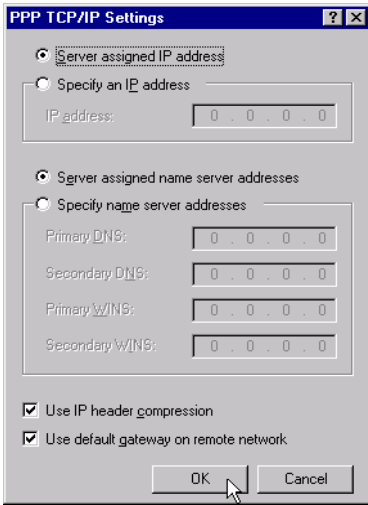 PPP TCP/IP Settings
Server assigned IP address
Specify an IP address
IP address: 0 . 0 . 0 . 0
Server assigned name server addresses
Specify name server addresses
Primary DNS: 0 . 0 . 0 . 0
Secondary DNS: 0 . 0 . 0 . 0
Primary WINS: 0 . 0 . 0 . 0
Secondary WINS: 0 . 0 . 0 . 0
Use IP header compression
Use default gateway on remote network
OK Cancel